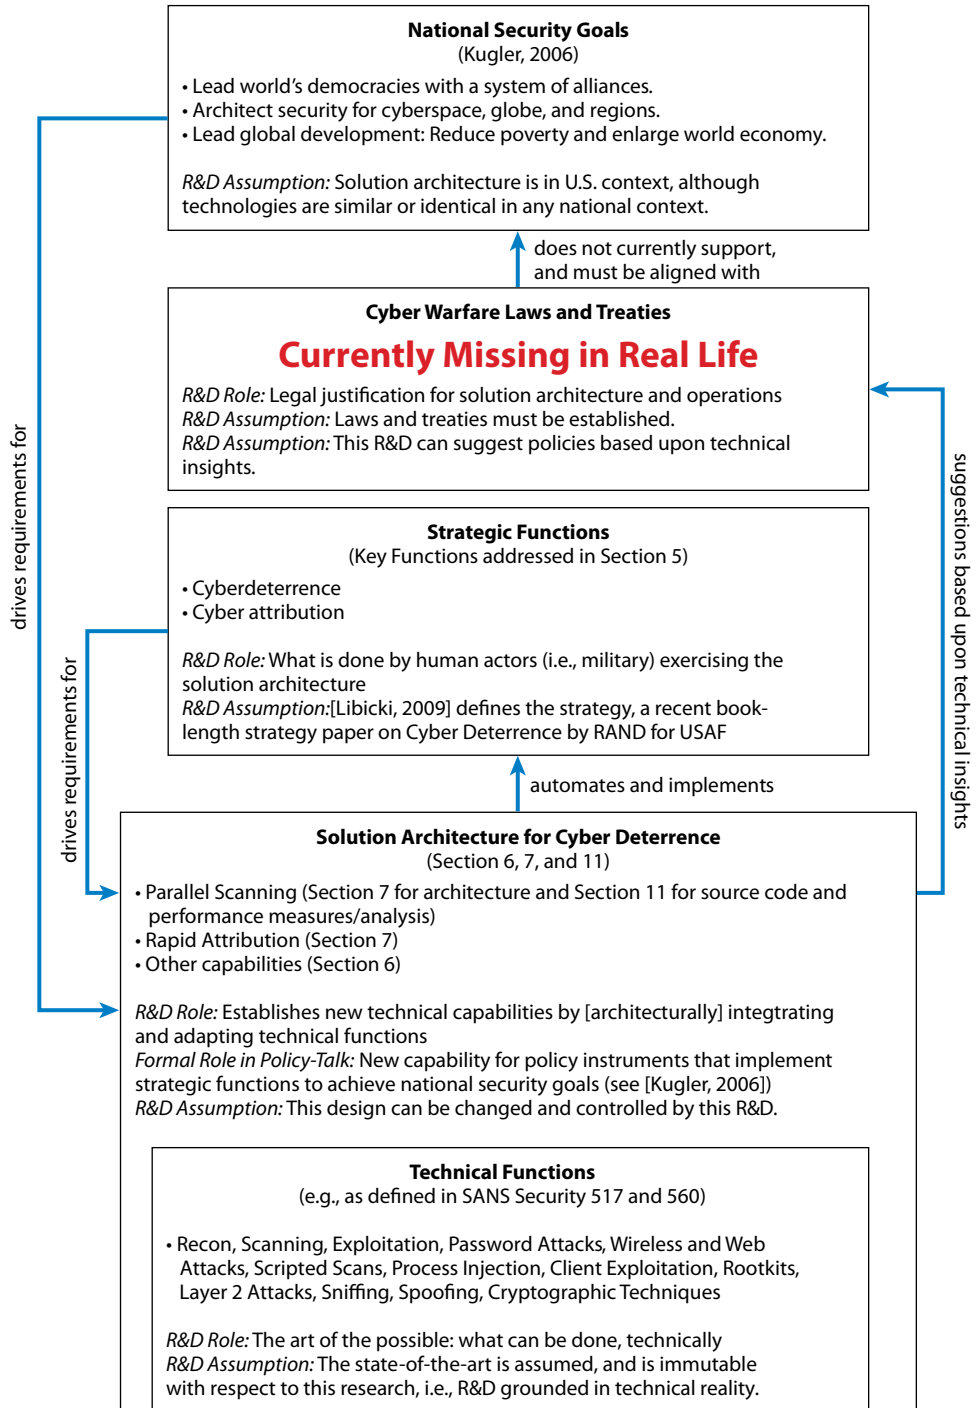 National Security Goals
(Kugler, 2006)
• Lead world’s democracies with a system of alliances.
• Architect security for cyberspace, globe, and regions.
• Lead global development: Reduce poverty and enlarge world economy.
R&D Assumption: Solution architecture is in U.S. context, although
technologies are similar or identical in any national context.
does not currently support,
and must be aligned with
Cyber Warfare Laws and Treaties
Currently Missing in Real Life
R&D Role: Legal justification for solution architecture and operations
R&D Assumption: Laws and treaties must be established.
R&D Assumption: This R&D can suggest policies based upon technical
insights.
Strategic Functions
(Key Functions addressed in Section 5)
• Cyberdeterrence
• Cyber attribution
R&D Role: What is done by human actors (i.e., military) exercising the
solution architecture
R&D Assumption:[Libicki, 2009] defines the strategy, a recent book-
length strategy paper on Cyber Deterrence by RAND for USAF
automates and implements
Solution Architecture for Cyber Deterrence
(Section 6, 7, and 11)
• Parallel Scanning (Section 7 for architecture and Section 11 for source code and
performance measures/analysis)
• Rapid Attribution (Section 7)
• Other capabilities (Section 6)
R&D Role: Establishes new technical capabilities by [architecturally] integtrating
and adapting technical functions
Formal Role in Policy-Talk: New capability for policy instruments that implement
strategic functions to achieve national security goals (see [Kugler, 2006])
R&D Assumption: This design can be changed and controlled by this R&D.
Technical Functions
(e.g., as defined in SANS Security 517 and 560)
• Recon, Scanning, Exploitation, Password Attacks, Wireless and Web
Attacks, Scripted Scans, Process Injection, Client Exploitation, Rootkits,
Layer 2 Attacks, Sniffing, Spoofing, Cryptographic Techniques
R&D Role: The art of the possible: what can be done, technically
R&D Assumption: The state-of-the-art is assumed, and is immutable
with respect to this research, i.e., R&D grounded in technical reality.
drives requirements for
drives requirements for
suggestions based upon technical insights